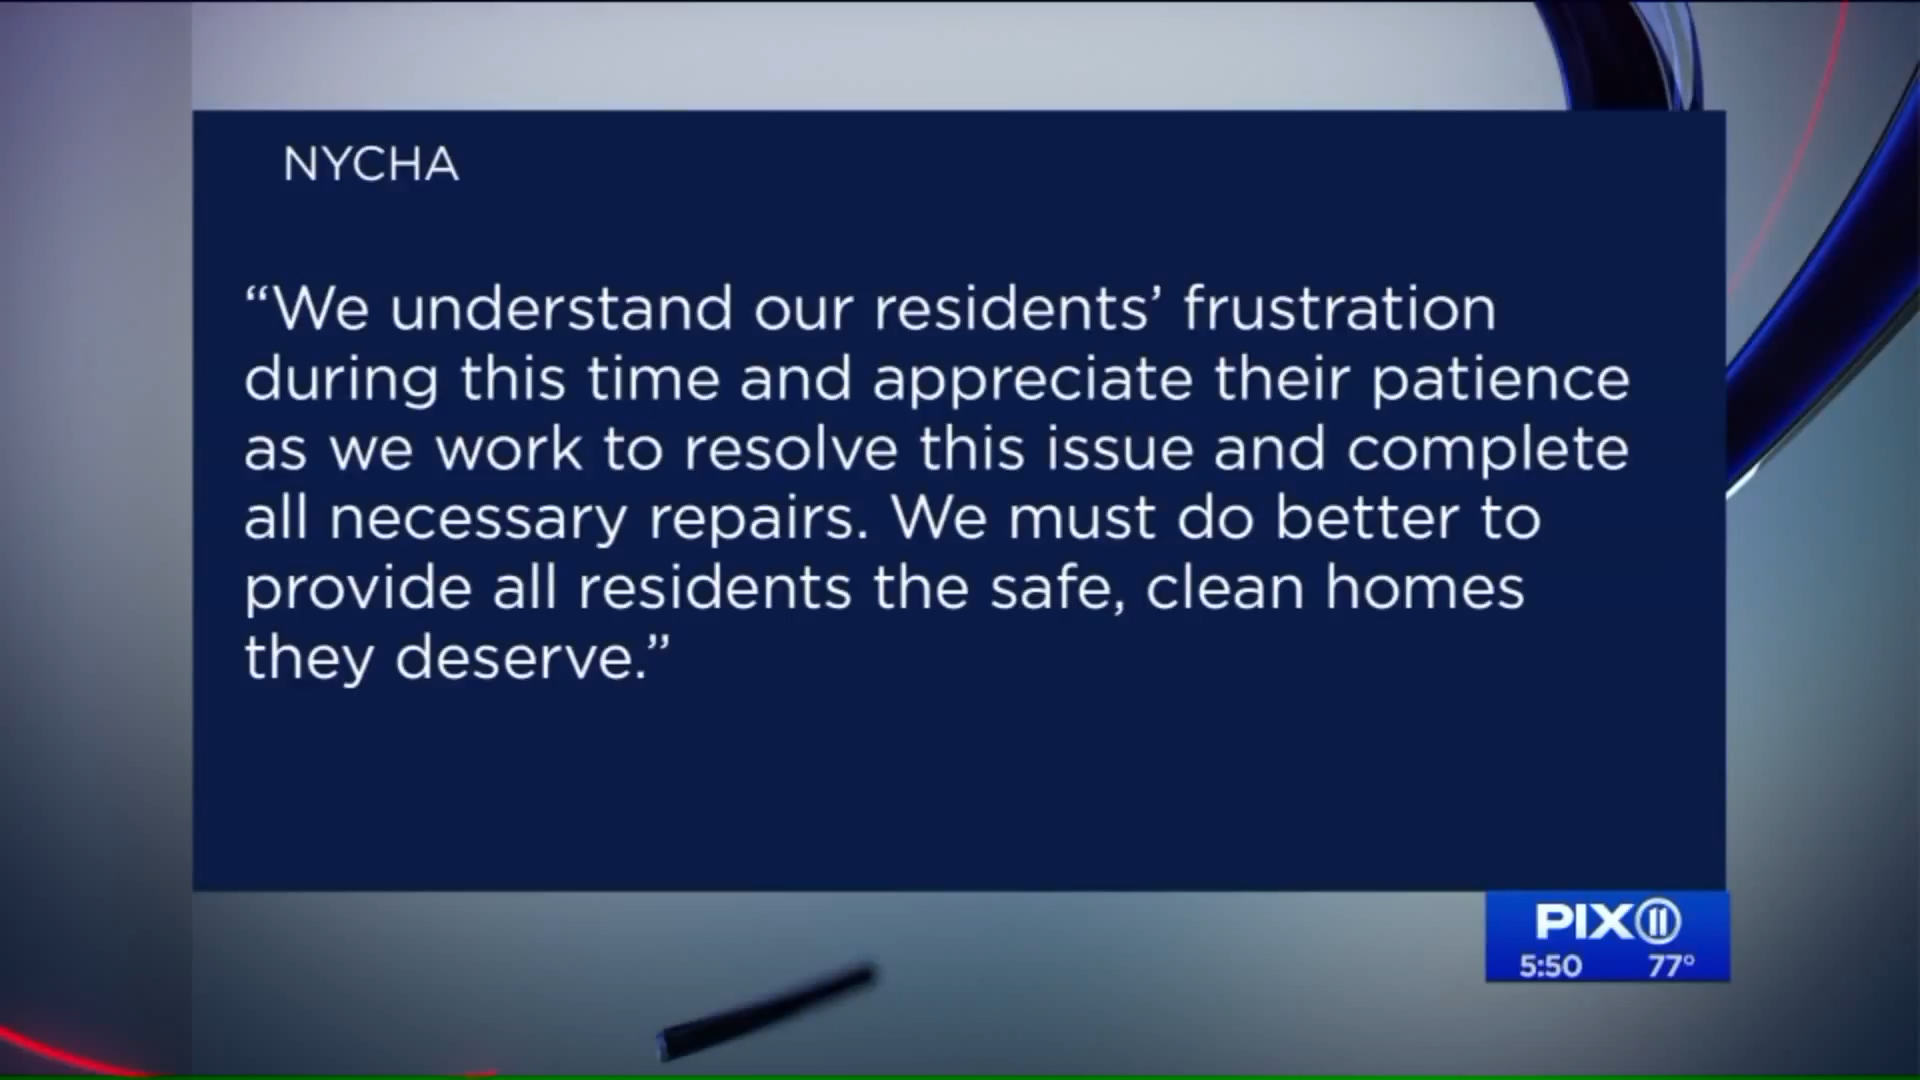 NYCHA
“We understand our residents’ frustration
during this time and appreciate their patience
as we work to resolve this issue and complete
all necessary repairs. We must do better to
provide all residents the safe, clean homes
they deserve.”
PIX11
5:50 77°